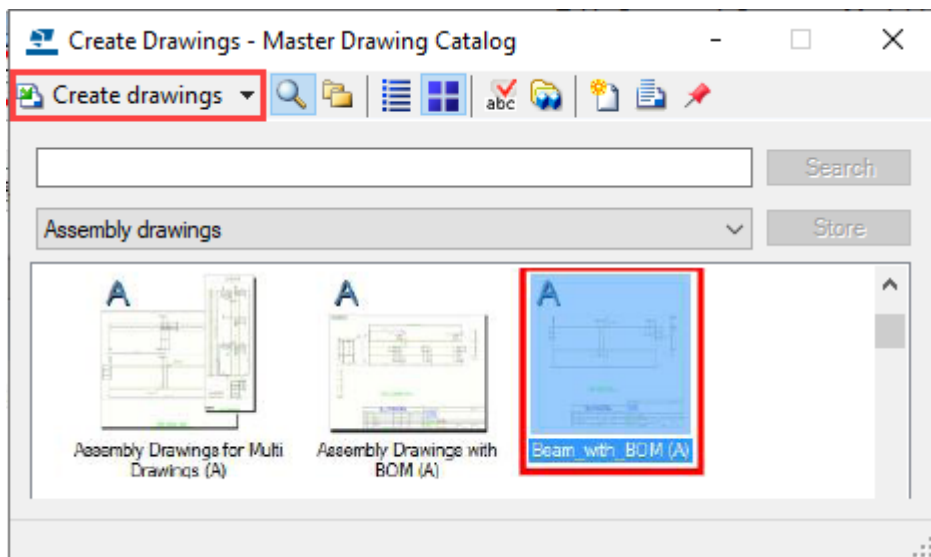 Create Drawings - Master Drawing Catalog
Create drawings
abc
Search
Assembly drawings
Store
A
A
A
Assembly Drawings for Multi
Drawings (A)
Assembly Drawings with
BOM (A)
Beam_with_BOM (A)